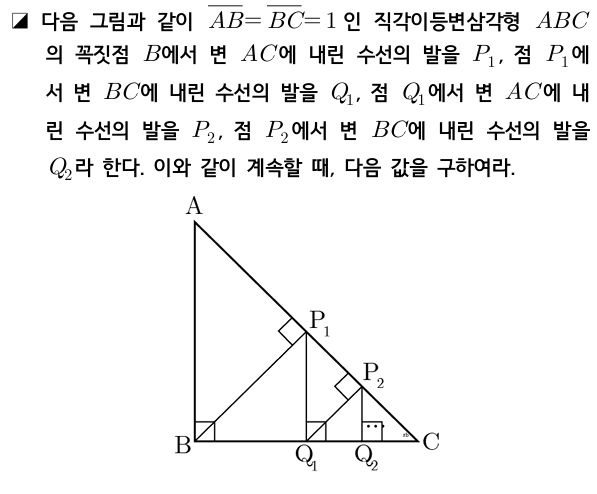 ◪ 다음 그림과 같이 $\overline{AB}=\overline{BC}=1$인 직각이등변삼각형 $ABC$
의 꼭짓점 $B$에서 변 $AC$에 내린 수선의 발을 $P_1$, 점 $P_1$에
서 변 $BC$에 내린 수선의 발을 $Q_1$, 점 $Q_1$에서 변 $AC$에 내
린 수선의 발을 $P_2$, 점 $P_2$에서 변 $BC$에 내린 수선의 발을
$Q_2$라 한다. 이와 같이 계속할 때, 다음 값을 구하여라.
A
P₁
P₂
B
Q₁
Q₂
C